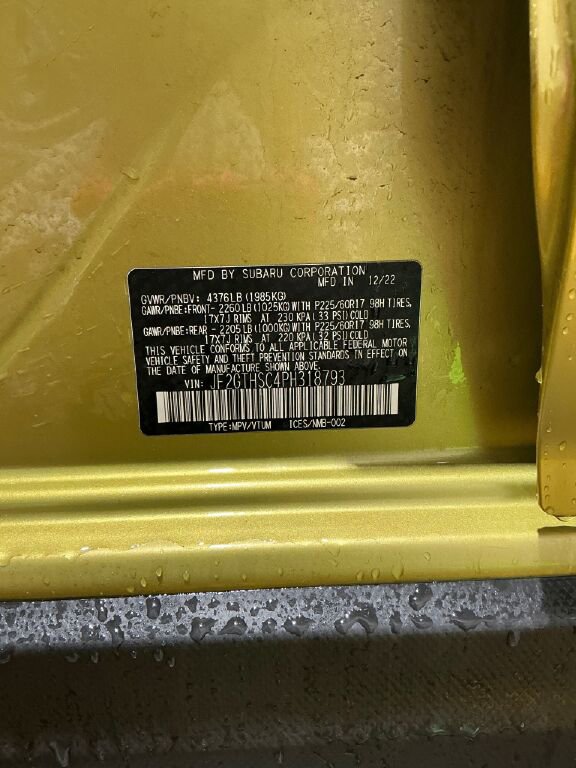 MFD BY SUBARU CORPORATION
MFD IN 12/22
GVWR/PNBV: 4376LB(1985KG)
GAWR/PNBE:FRONT- 2260LB(1025KG)WITH P225/60R17 98H TIRES,
17X7J RIMS AT 230 KPA(33 PSI)COLD
GAWR/PNBE:REAR - 2205LB(1000KG)WITH P225/60R17 98H TIRES,
17X7J RIMS AT 220 KPA(32 PSI)COLD
THIS VEHICLE CONFORMS TO ALL APPLICABLE FEDERAL MOTOR
VEHICLE SAFETY AND THEFT PREVENTION STANDARDS IN EFFECT ON
THE DATE OF MANUFACTURE SHOWN ABOVE.
VIN: JF2GTHSC4PH318793
TYPE:MPV/VTUM ICES/NMB-002